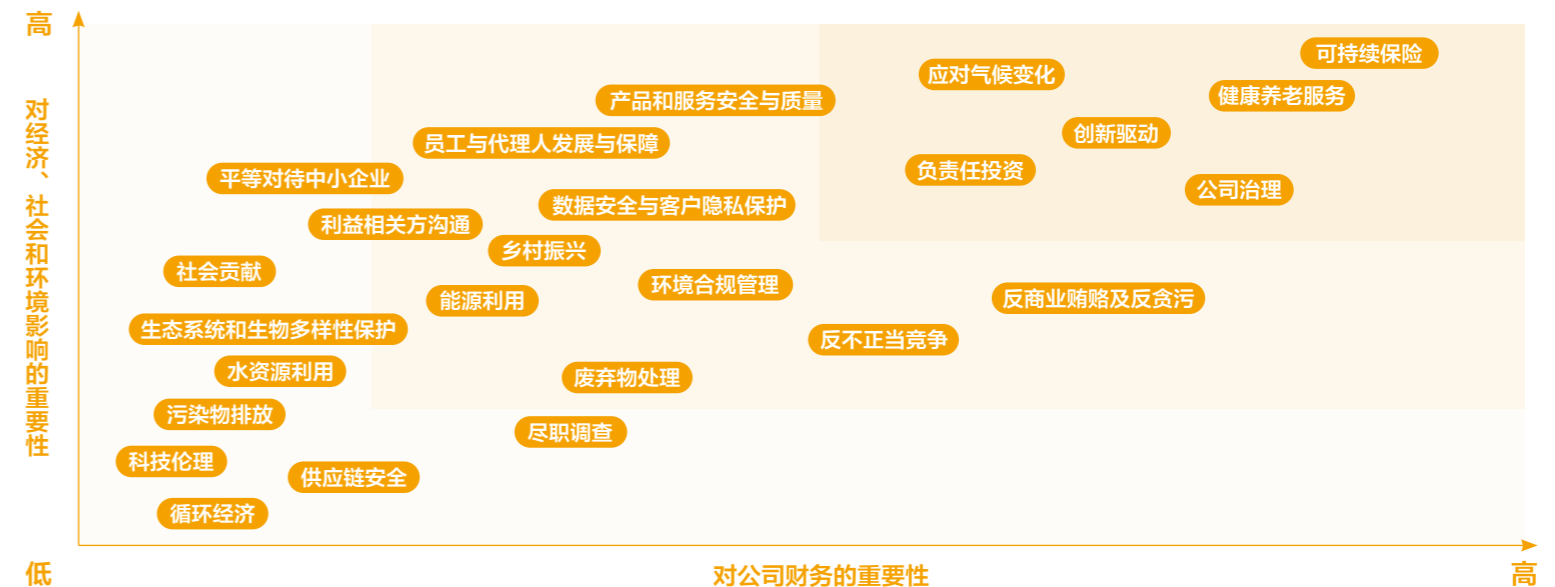 高
对经济、社会和环境影响的重要性
可持续保险
应对气候变化
健康养老服务
产品和服务安全与质量
创新驱动
员工与代理人发展与保障
负责任投资
平等对待中小企业
公司治理
数据安全与客户隐私保护
利益相关方沟通
乡村振兴
社会贡献
环境合规管理
反商业贿赂及反贪污
能源利用
生态系统和生物多样性保护
反不正当竞争
水资源利用
废弃物处理
污染物排放
尽职调查
科技伦理
供应链安全
循环经济
低
对公司财务的重要性
高